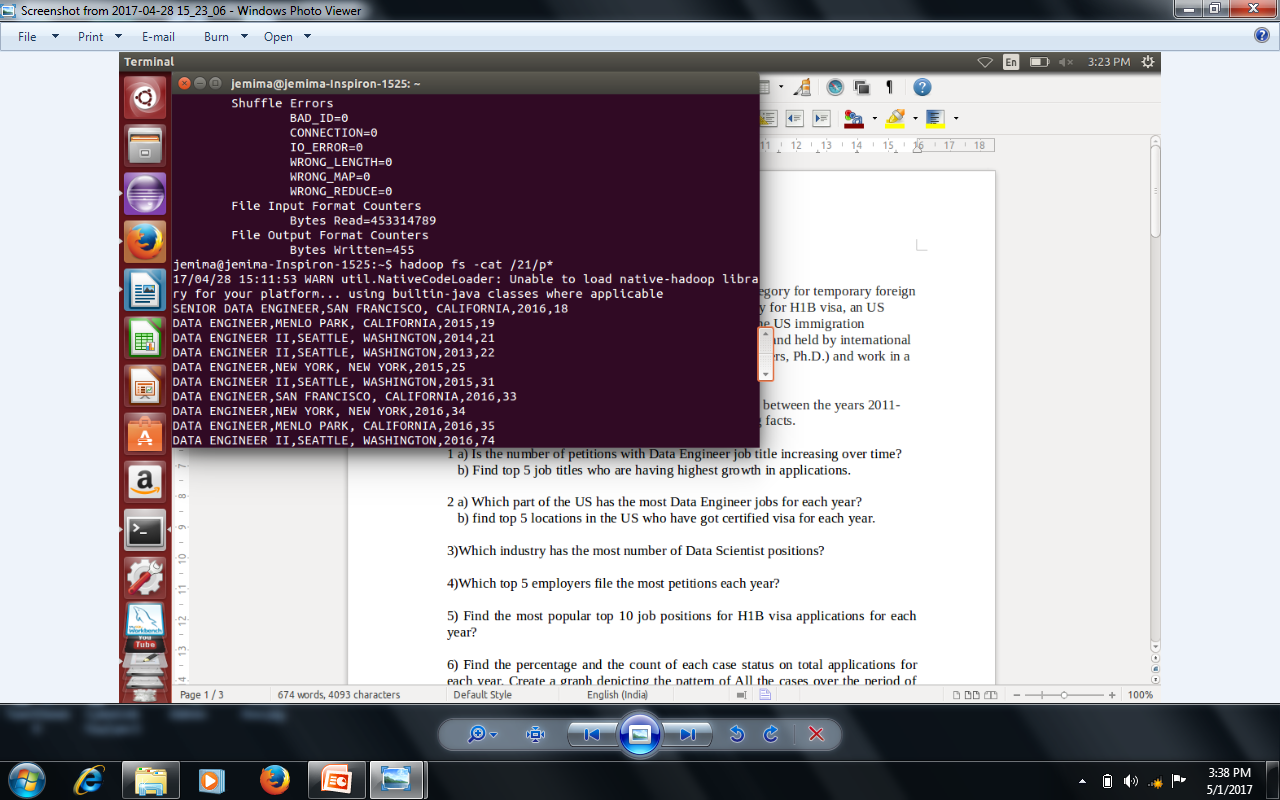 Screenshot from 2017-04-28 15_23_06 - Windows Photo Viewer
File Print E-mail Burn Open
Terminal En 3:23 PM
jemima@jemima-Inspiron-1525: ~
Shuffle Errors
BAD_ID=0
CONNECTION=0
IO_ERROR=0
WRONG_LENGTH=0
WRONG_MAP=0
WRONG_REDUCE=0
File Input Format Counters
Bytes Read=453314789
File Output Format Counters
Bytes Written=455
jemima@jemima-Inspiron-1525:~$ hadoop fs -cat /21/p*
17/04/28 15:11:53 WARN util.NativeCodeLoader: Unable to load native-hadoop libra
ry for your platform... using builtin-java classes where applicable
SENIOR DATA ENGINEER,SAN FRANCISCO, CALIFORNIA,2016,18
DATA ENGINEER,MENLO PARK, CALIFORNIA,2015,19
DATA ENGINEER II,SEATTLE, WASHINGTON,2014,21
DATA ENGINEER II,SEATTLE, WASHINGTON,2013,22
DATA ENGINEER,NEW YORK, NEW YORK,2015,25
DATA ENGINEER II,SEATTLE, WASHINGTON,2015,31
DATA ENGINEER,SAN FRANCISCO, CALIFORNIA,2016,33
DATA ENGINEER,NEW YORK, NEW YORK,2016,34
DATA ENGINEER,MENLO PARK, CALIFORNIA,2016,35
DATA ENGINEER II,SEATTLE, WASHINGTON,2016,74
11 12 13 14 15 16 17 18
egory for temporary foreign
y for H1B visa, an US
he US immigration
and held by international
ers, Ph.D.) and work in a
between the years 2011-
g facts.
1 a) Is the number of petitions with Data Engineer job title increasing over time?
b) Find top 5 job titles who are having highest growth in applications.
2 a) Which part of the US has the most Data Engineer jobs for each year?
b) find top 5 locations in the US who have got certified visa for each year.
3)Which industry has the most number of Data Scientist positions?
4)Which top 5 employers file the most petitions each year?
5) Find the most popular top 10 job positions for H1B visa applications for each
year?
6) Find the percentage and the count of each case status on total applications for
each year. Create a graph depicting the pattern of All the cases over the period of
Workbench
You
Tube
Page 1 / 3 674 words, 4093 characters Default Style English (India) 100%
3:38 PM
5/1/2017